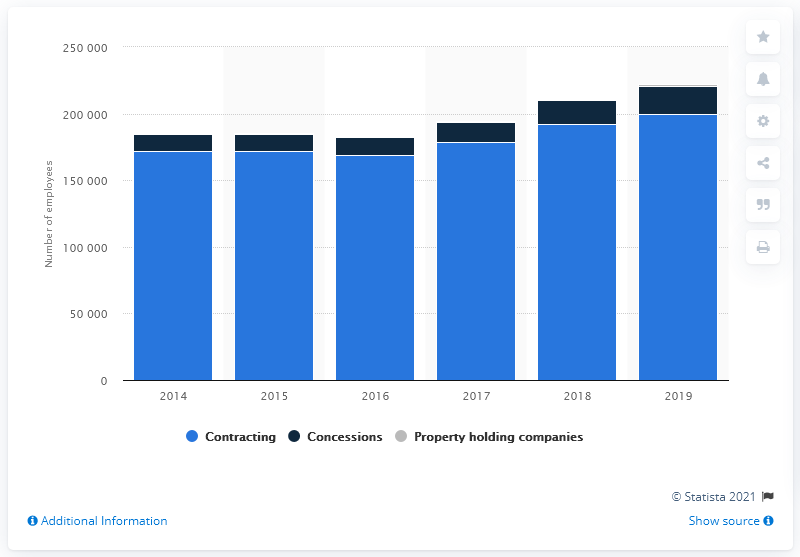 250 000
200 000
150 000
100 000
50 000
0
Number of employees
2014 2015 2016 2017 2018 2019
Contracting Concessions Property holding companies
© Statista 2021
Additional Information Show source